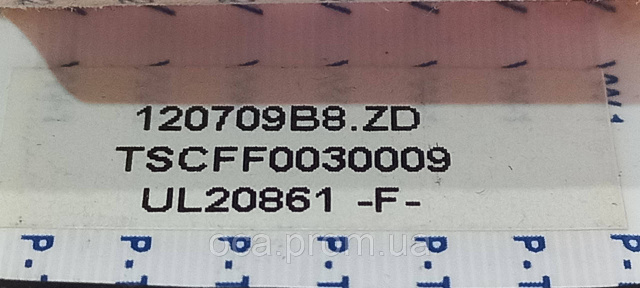 120709B8.ZD
TSCFF0030009
UL20861 -F-
oca.prom.ua
P-T P-T P-T P-T P-T P-T P-T